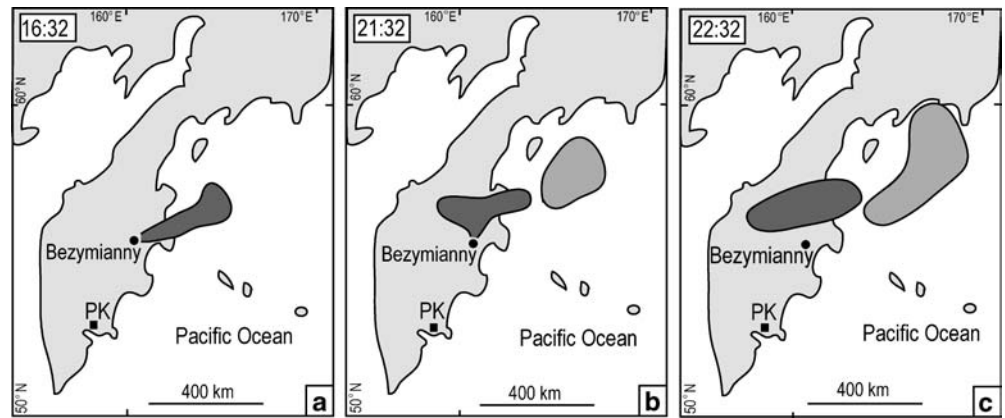 160°E
170°E
16:32
60°N
Bezymianny
PK
Pacific Ocean
50°N
400 km
a
160°E
170°E
21:32
60°N
Bezymianny
PK
Pacific Ocean
50°N
400 km
b
160°E
170°E
22:32
60°N
Bezymianny
PK
Pacific Ocean
50°N
400 km
c